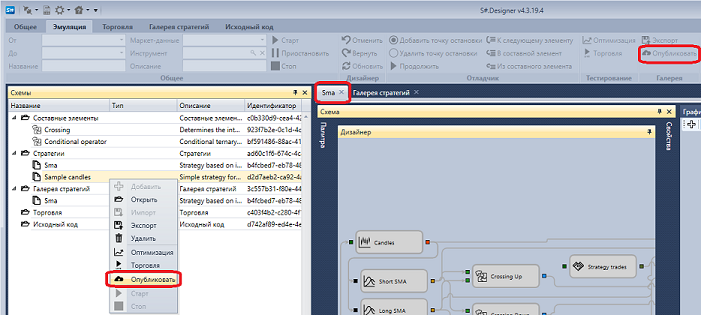 S#.Designer v4.3.19.4
Общее Эмуляция Торговля Галерея стратегий Исходный код
От Маркет-данные Старт Отменить Добавить точку остановки К следующему элементу Оптимизация Экспорт
До Инструмент Приостановить Вернуть Удалить точку остановки В составной элемент Торговля Опубликовать
Название Описание Стоп Обновить Продолжить Из составного элемента
Общее Дизайнер Отладчик Тестирование Галерея
Схемы Sma Галерея стратегий
Название Тип Описание Идентификатор Схема Графи
Составные элементы Составные элемен... c0b330d9-cea4-42
Crossing Determines the int... 923f7b2e-0c1d-4c
Conditional operator Conditional ternary... bf591486-88ac-41
Стратегии Стратегии ad60c1f6-674c-4c
Sma Strategy based on i... b4fcbed7-eb78-48
Sample candles Simple strategy for... d2d7aeb2-ca92-4a
Галерея стратегий Галерея стратегий 3c557b31-f80e-44
Sma Strategy based on i... b4fcbed7-eb78-48
Торговля Торговля c403f4b2-c280-4f
Исходный код Исходный код d742af89-ed4e-4e
Добавить
Открыть
Импорт
Экспорт
Удалить
Оптимизация
Торговля
Опубликовать
Старт
Стоп
Палитра
Дизайнер
Свойства
Candles
Strategy trades
Short SMA
Crossing Up
Long SMA
Crossing Down